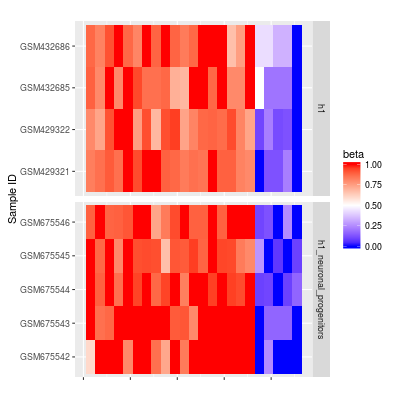 Sample ID
GSM432686
GSM432685
GSM429322
GSM429321
h1
GSM675546
GSM675545
GSM675544
GSM675543
GSM675542
h1_neuronal_progenitors
beta
1.00
0.75
0.50
0.25
0.00